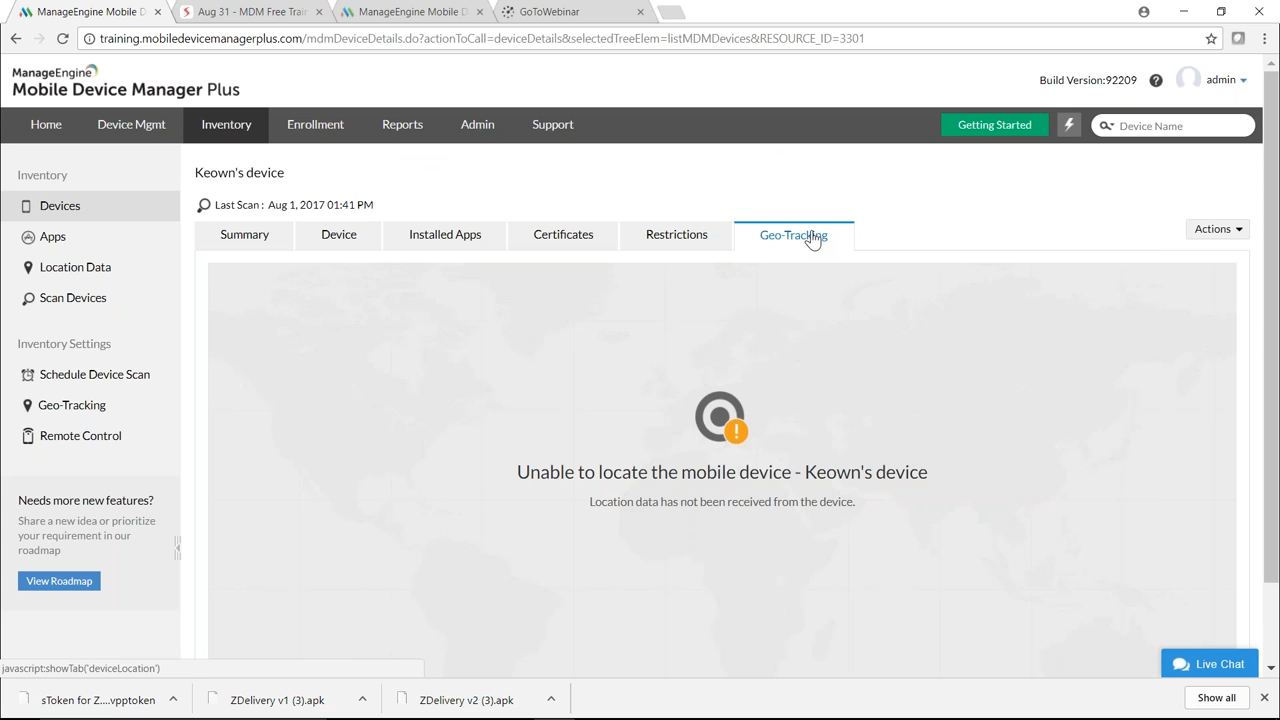 ManageEngine Mobile D
Aug 31 - MDM Free Train
ManageEngine Mobile D
GoToWebinar
training.mobiledevicemanagerplus.com/mdmDeviceDetails.do?actionToCall=deviceDetails&selectedTreeElem=listMDMDevices&RESOURCE_ID=3301
ManageEngine
Mobile Device Manager Plus
Build Version:92209
admin
Home
Device Mgmt
Inventory
Enrollment
Reports
Admin
Support
Getting Started
Device Name
Inventory
Devices
Apps
Location Data
Scan Devices
Inventory Settings
Schedule Device Scan
Geo-Tracking
Remote Control
Needs more new features?
Share a new idea or prioritize
your requirement in our
roadmap
View Roadmap
Keown's device
Last Scan : Aug 1, 2017 01:41 PM
Summary
Device
Installed Apps
Certificates
Restrictions
Geo-Tracking
Actions
Unable to locate the mobile device - Keown's device
Location data has not been received from the device.
Live Chat
javascript:showTab('deviceLocation')
sToken for Z....vpptoken
ZDelivery v1 (3).apk
ZDelivery v2 (3).apk
Show all